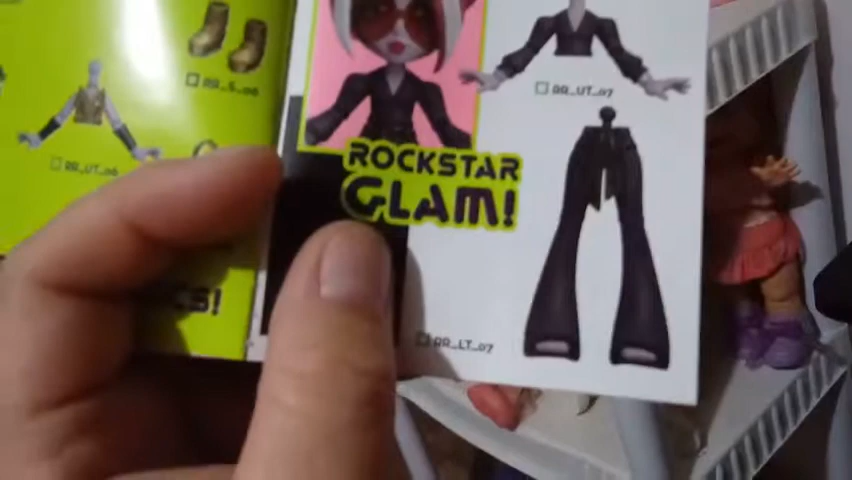 RR_S_06
RR_UT_06
RR_UT_07
ROCKSTAR
GLAM!
RR_LT_07